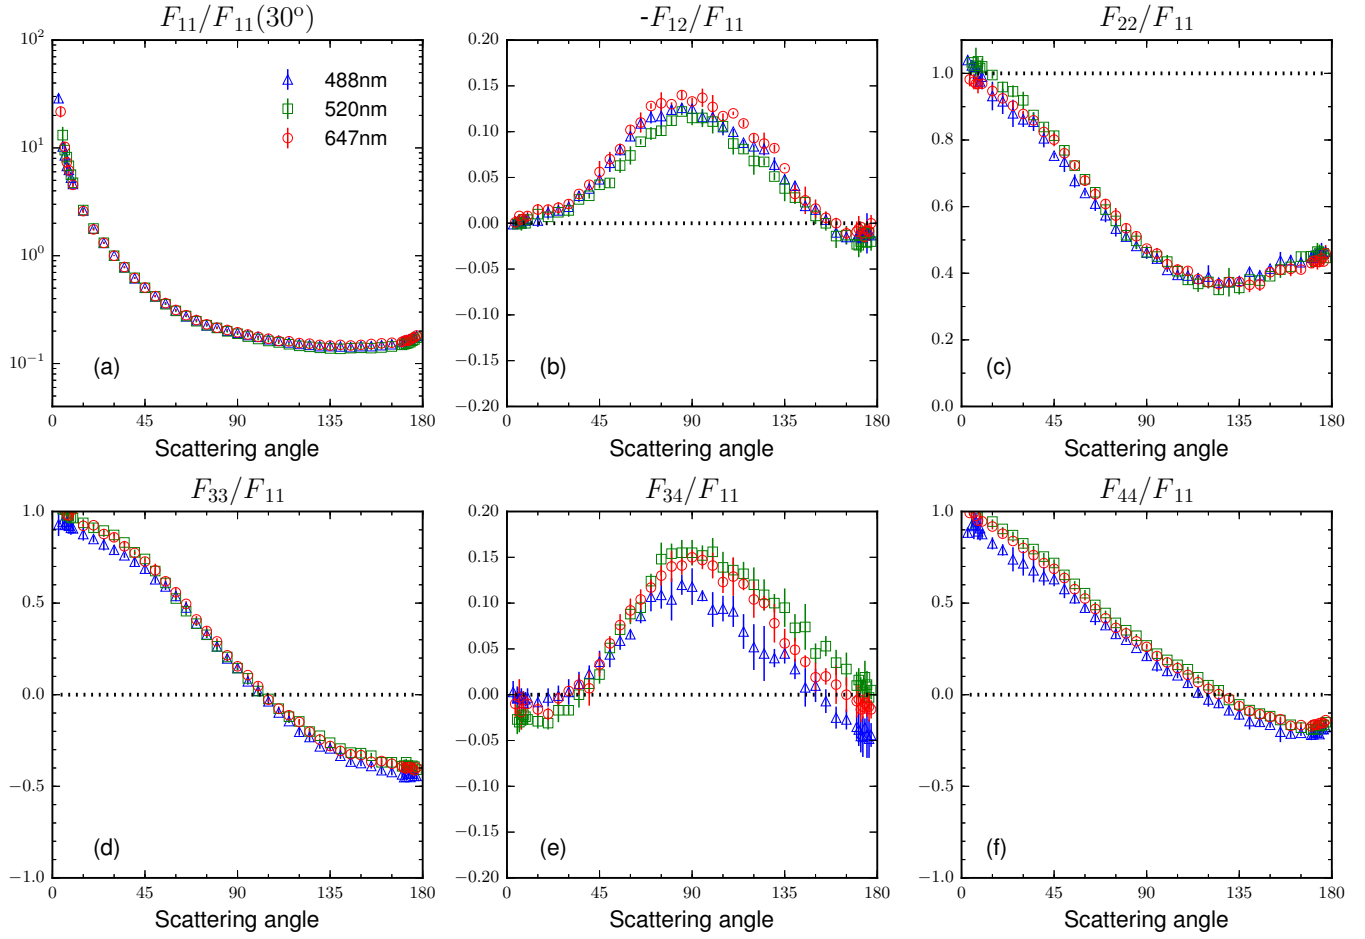 F₁₁/F₁₁(30°)
-F₁₂/F₁₁
F₂₂/F₁₁
10²
10¹
10⁰
10⁻¹
488nm
520nm
647nm
(a)
0 45 90 135 180
Scattering angle
0.20
0.15
0.10
0.05
0.00
−0.05
−0.10
−0.15
−0.20
(b)
0 45 90 135 180
Scattering angle
1.0
0.8
0.6
0.4
0.2
0.0
(c)
0 45 90 135 180
Scattering angle
F₃₃/F₁₁
F₃₄/F₁₁
F₄₄/F₁₁
1.0
0.5
0.0
−0.5
−1.0
(d)
0 45 90 135 180
Scattering angle
0.20
0.15
0.10
0.05
0.00
−0.05
−0.10
−0.15
−0.20
(e)
0 45 90 135 180
Scattering angle
1.0
0.5
0.0
−0.5
−1.0
(f)
0 45 90 135 180
Scattering angle